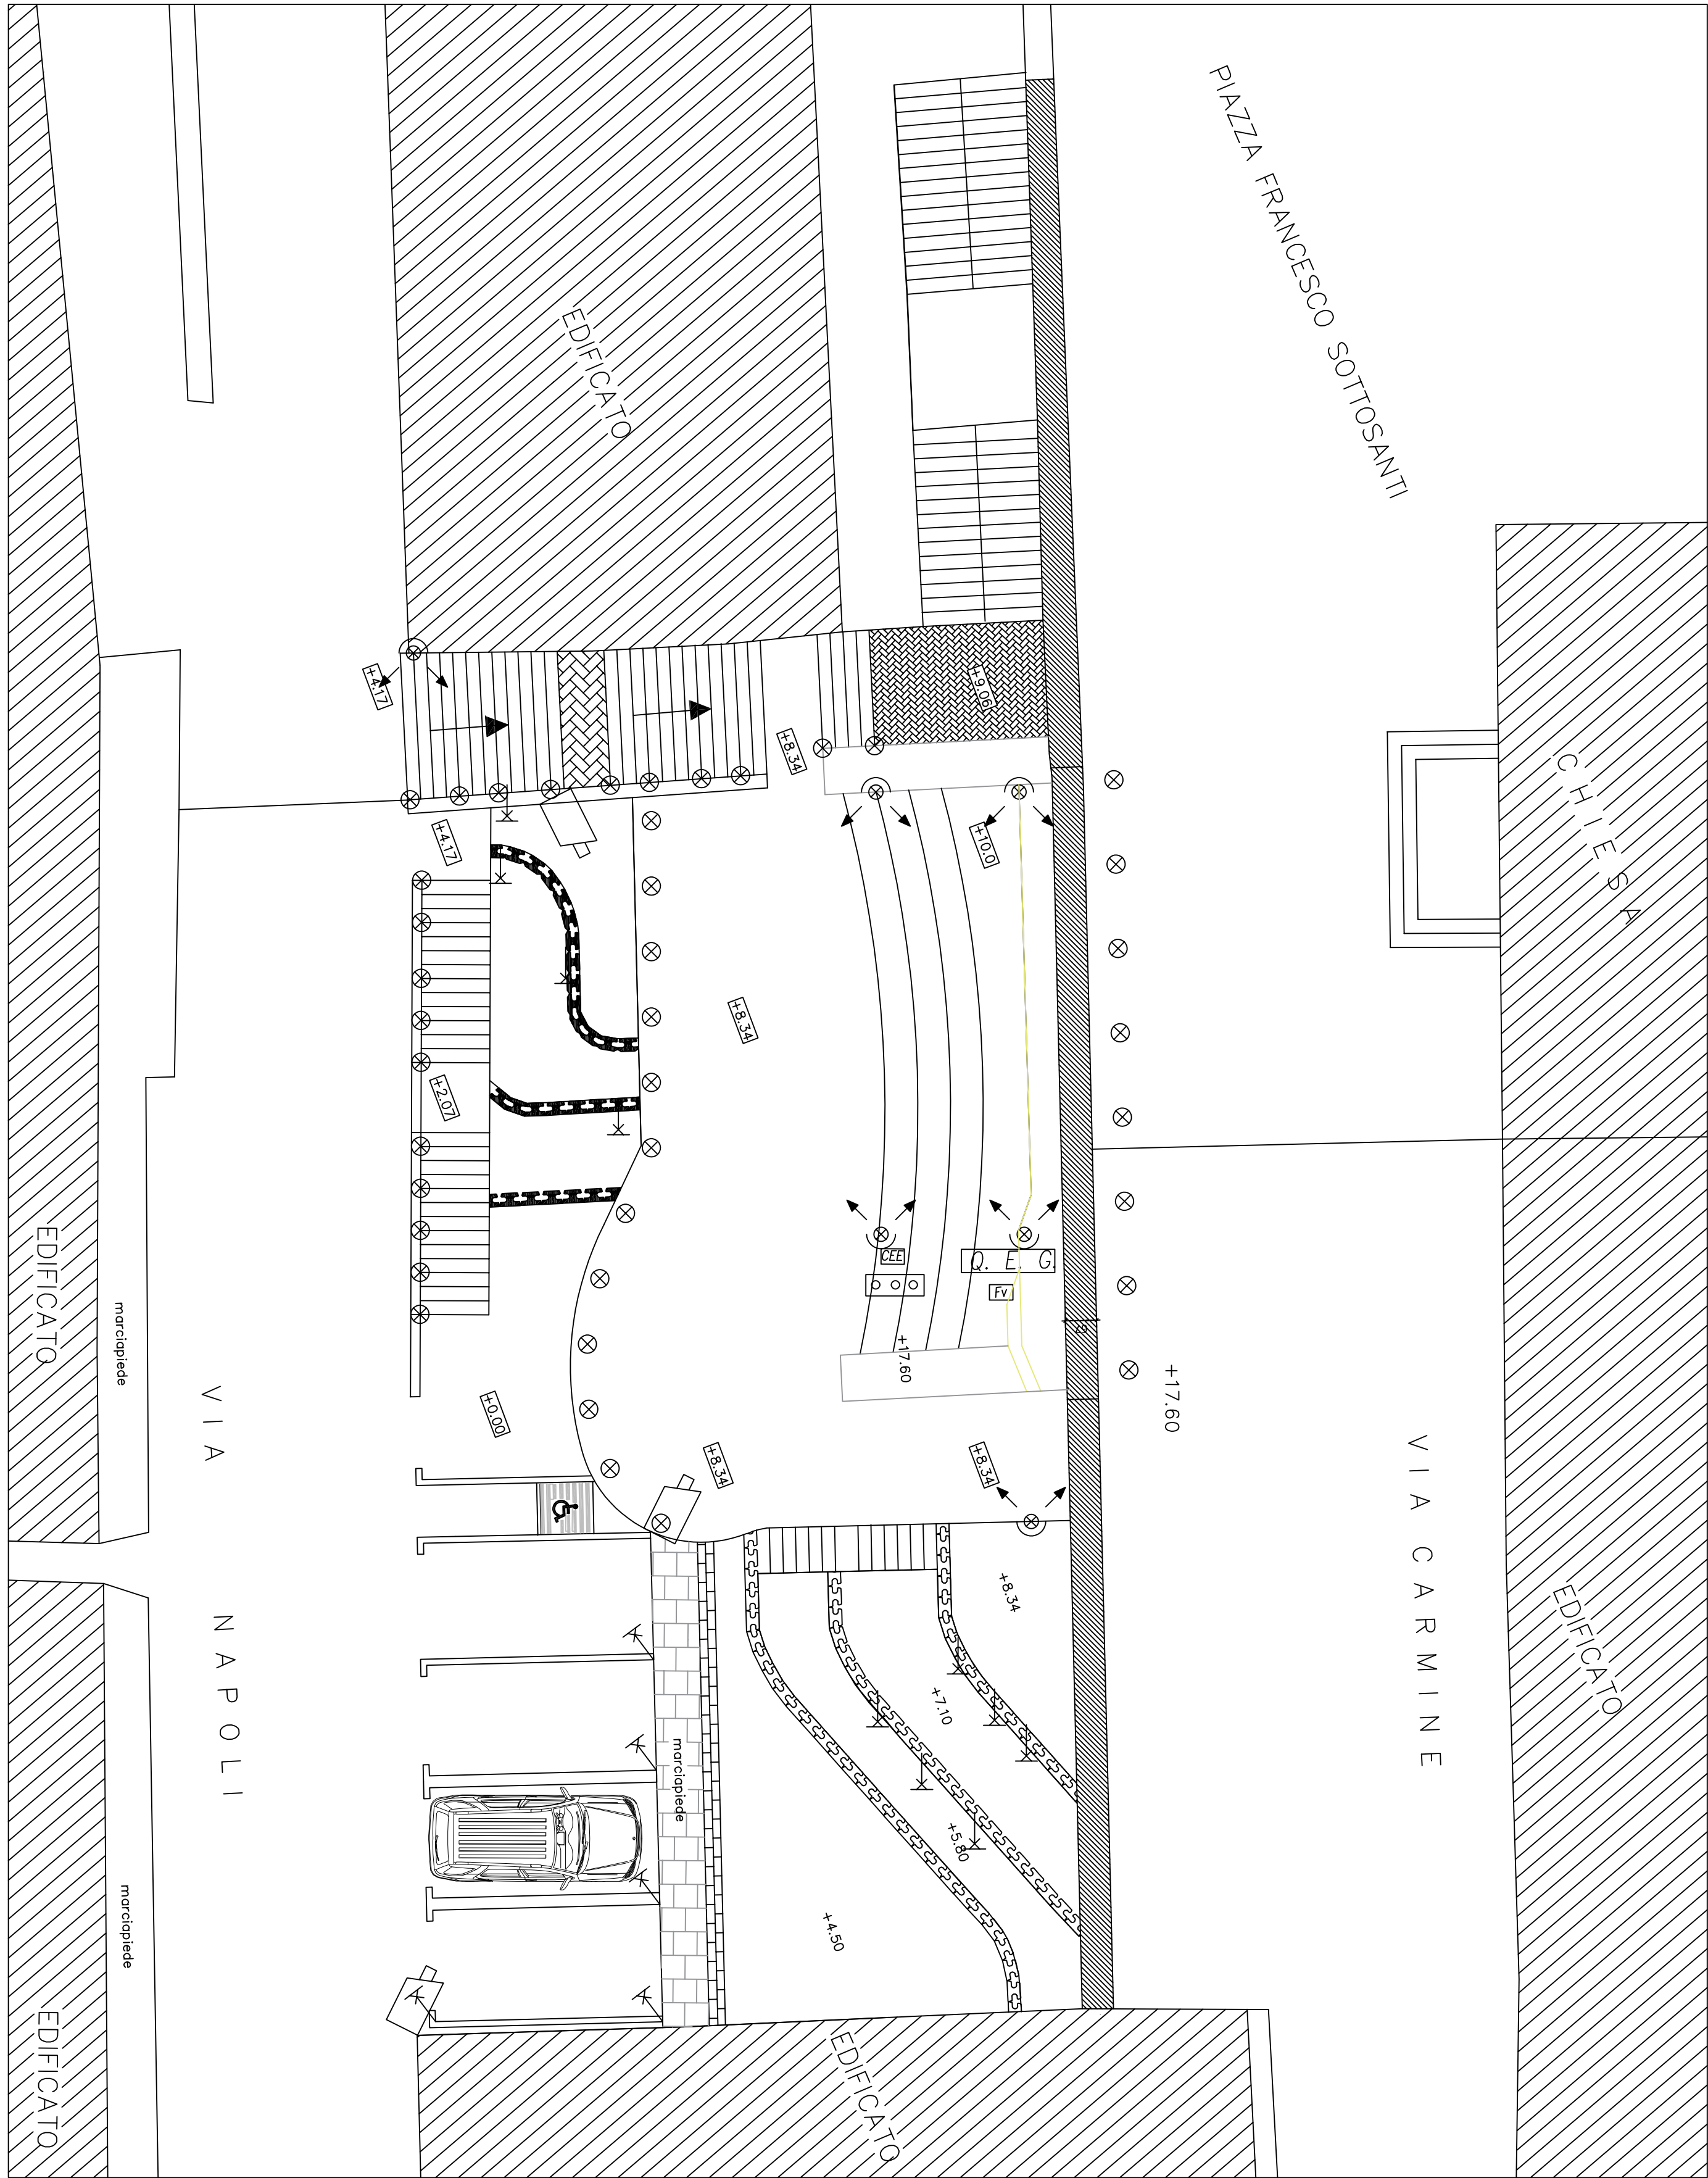 PIAZZA FRANCESCO SOTTOSANTI
EDIFICATO
CHIESA
+4.17
+9.06
+8.34
+4.17
+10.0
+8.34
+2.07
EDIFICATO
marciapiede
VIA NAPOLI
CEE
Q. E. G.
Fv
67
+17.60
+17.60
+0.00
+8.34
+8.34
VIA CARMINE
+8.34
EDIFICATO
+7.10
marciapiede
+5.80
+4.50
marciapiede
EDIFICATO
EDIFICATO